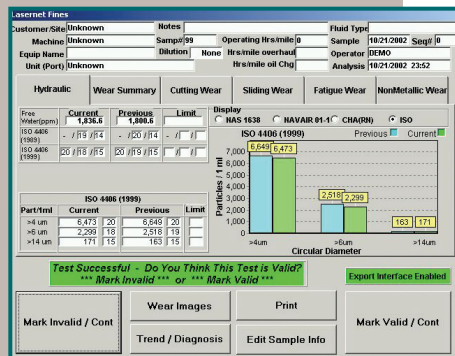 Lasernet Fines
Customer/Site Unknown Notes Fluid Type
Machine Unknown Samp# 99 Operating Hrs/mile 0 Sample 10/21/2002 Seq# 0
Equip Name Dilution None Hrs/mile overhaul Operator DEMO
Unit (Port) Unknown Hrs/mile oil Chg Analysis 10/21/2002 23:52
Hydraulic Wear Summary Cutting Wear Sliding Wear Fatigue Wear NonMetallic Wear
Free Water(ppm) Current Previous Limit
1,836.6 1,800.6
ISO 4406 (1989) - / 19 / 14 - / 20 / 14 / /
ISO 4406 (1999) 20 / 18 / 15 20 / 19 / 15 / /
Display
NAS 1638 NAVAIR 01-1 CHA(RN) ISO
ISO 4406 (1999) Previous Current
Particles / 1 ml
7,000
6,000
5,000
4,000
3,000
2,000
1,000
0
6,649 6,473
2,518 2,299
163 171
>4um >6um >14um
Circular Diameter
ISO 4406 (1999)
Part/1ml Current Previous Limit
>4 um 6,473 20 6,649 20
>6 um 2,299 18 2,518 19
>14 um 171 15 163 15
Test Successful - Do You Think This Test is Valid?
*** Mark Invalid *** or *** Mark Valid ***
Export Interface Enabled
Mark Invalid / Cont
Wear Images
Print
Mark Valid / Cont
Trend / Diagnosis
Edit Sample Info